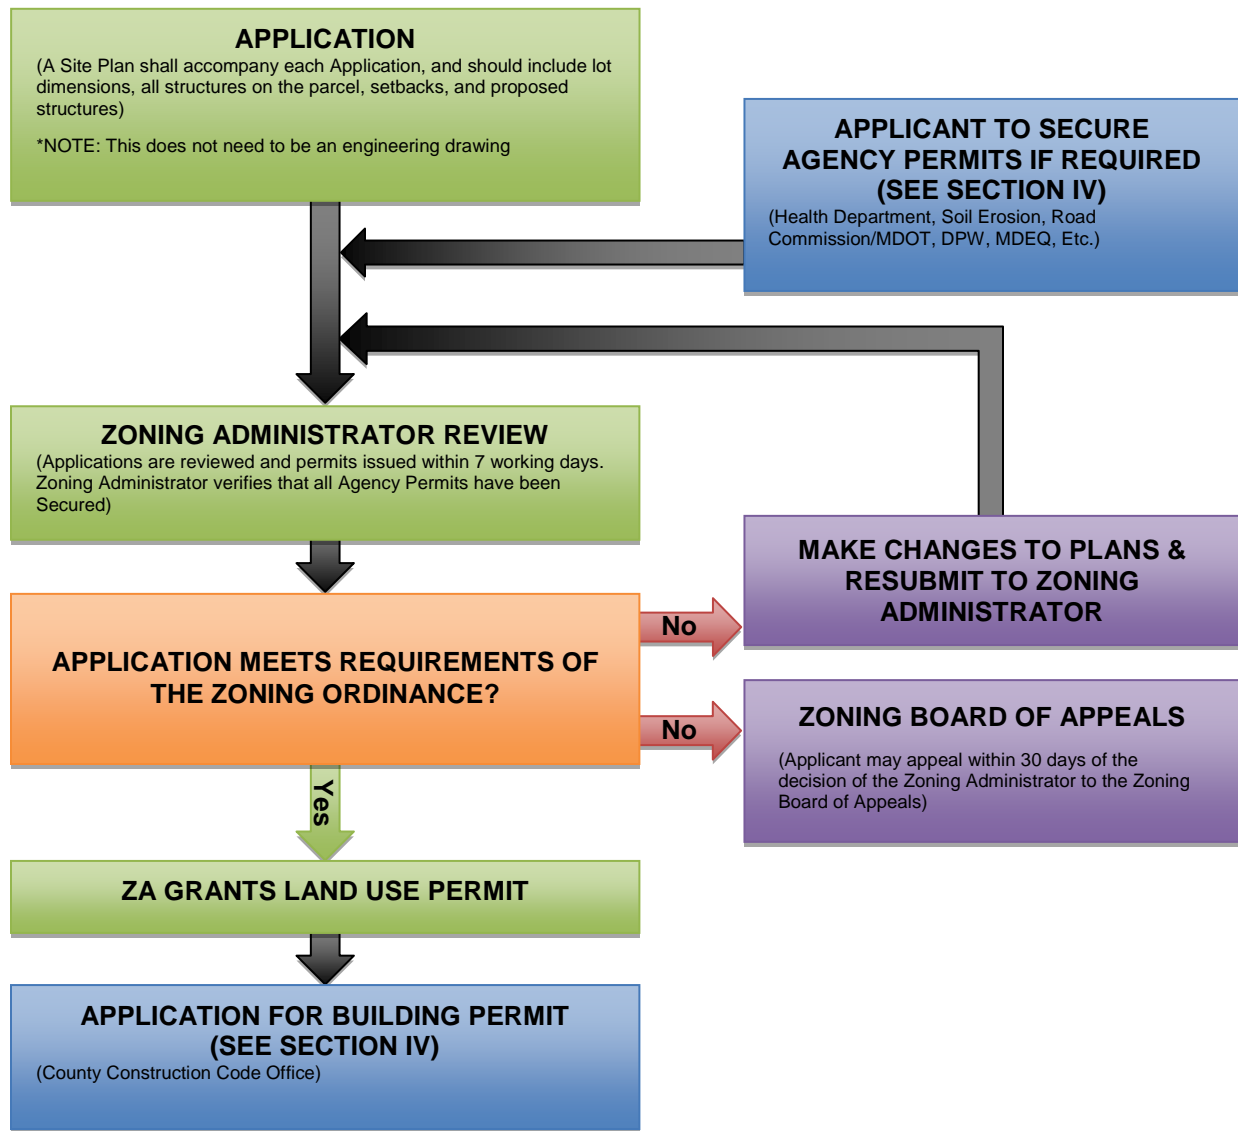 APPLICATION
(A Site Plan shall accompany each Application, and should include lot
dimensions, all structures on the parcel, setbacks, and proposed
structures)
*NOTE: This does not need to be an engineering drawing
APPLICANT TO SECURE
AGENCY PERMITS IF REQUIRED
(SEE SECTION IV)
(Health Department, Soil Erosion, Road
Commission/MDOT, DPW, MDEQ, Etc.)
ZONING ADMINISTRATOR REVIEW
(Applications are reviewed and permits issued within 7 working days.
Zoning Administrator verifies that all Agency Permits have been
Secured)
MAKE CHANGES TO PLANS &
RESUBMIT TO ZONING
ADMINISTRATOR
No
APPLICATION MEETS REQUIREMENTS OF
THE ZONING ORDINANCE?
No
ZONING BOARD OF APPEALS
(Applicant may appeal within 30 days of the
decision of the Zoning Administrator to the Zoning
Board of Appeals)
Yes
ZA GRANTS LAND USE PERMIT
APPLICATION FOR BUILDING PERMIT
(SEE SECTION IV)
(County Construction Code Office)